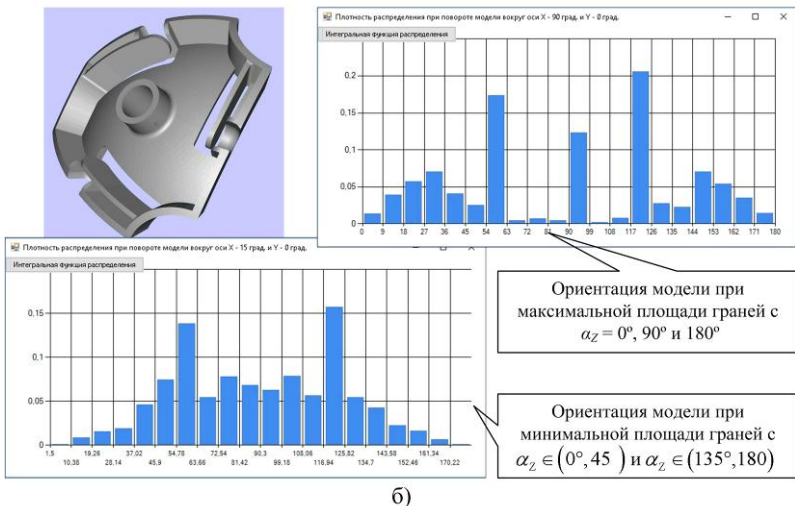 Плотность распределения при повороте модели вокруг оси X - 90 град. и Y - 0 град.
Интегральная функция распределения
0,2
0,15
0,1
0,05
0
0 9 18 27 36 45 54 63 72 81 90 99 108 117 126 135 144 153 162 171 180
Плотность распределения при повороте модели вокруг оси X - 15 град. и Y - 0 град.
Интегральная функция распределения
0,15
0,1
0,05
0
1,5 19,26 37,02 54,78 72,54 90,3 108,06 125,82 143,58 161,34
10,38 28,14 45,9 63,66 81,42 99,18 116,94 134,7 152,46 170,22
Ориентация модели при
максимальной площади граней с
αZ = 0º, 90º и 180º
Ориентация модели при
минимальной площади граней с
αZ ∈ (0°, 45 ) и αZ ∈ (135°,180)
б)